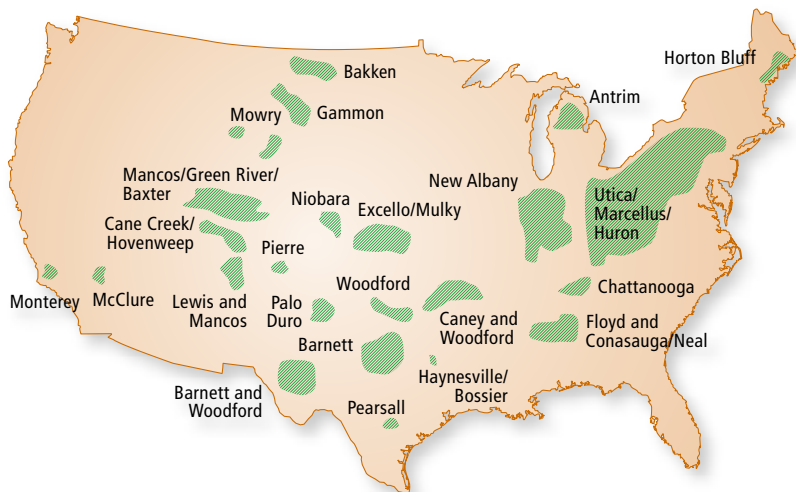 Horton Bluff
Bakken
Antrim
Gammon
Mowry
Mancos/Green River/
Baxter
New Albany
Niobara
Excello/Mulky
Utica/
Marcellus/
Huron
Cane Creek/
Hovenweep
Pierre
Woodford
Chattanooga
Monterey
McClure
Lewis and
Mancos
Palo
Duro
Caney and
Woodford
Floyd and
Conasauga/Neal
Barnett
Haynesville/
Bossier
Barnett and
Woodford
Pearsall